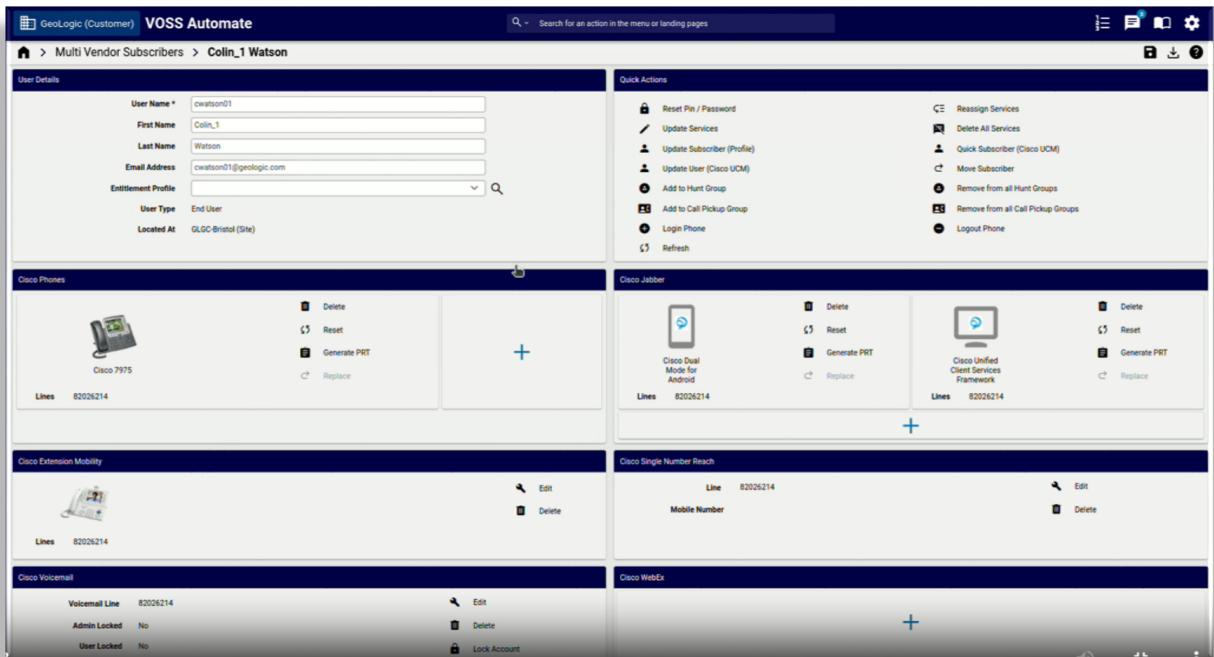 GeoLogic (Customer) VOSS Automate Search for an action in the menu or landing pages
Multi Vendor Subscribers > Colin_1 Watson
User Details
User Name *
cwatson01
First Name
Colin_1
Last Name
Watson
Email Address
cwatson01@geologic.com
Entitlement Profile
User Type
End User
Located At
GLGC-Bristol (Site)
Quick Actions
Reset Pin / Password
Reassign Services
Update Services
Delete All Services
Update Subscriber (Profile)
Quick Subscriber (Cisco UCM)
Update User (Cisco UCM)
Move Subscriber
Add to Hunt Group
Remove from all Hunt Groups
Add to Call Pickup Group
Remove from all Call Pickup Groups
Login Phone
Logout Phone
Refresh
Cisco Phones
Cisco 7975
Delete
Reset
Generate PRT
Replace
Lines 82026214
Cisco Jabber
Cisco Dual
Mode for
Android
Delete
Reset
Generate PRT
Replace
Lines 82026214
Cisco Unified
Client Services
Framework
Delete
Reset
Generate PRT
Replace
Lines 82026214
Cisco Extension Mobility
Edit
Delete
Lines 82026214
Cisco Single Number Reach
Line 82026214
Mobile Number
Edit
Delete
Cisco Voicemail
Voicemail Line 82026214
Admin Locked No
User Locked No
Edit
Delete
Lock Account
Cisco WebEx